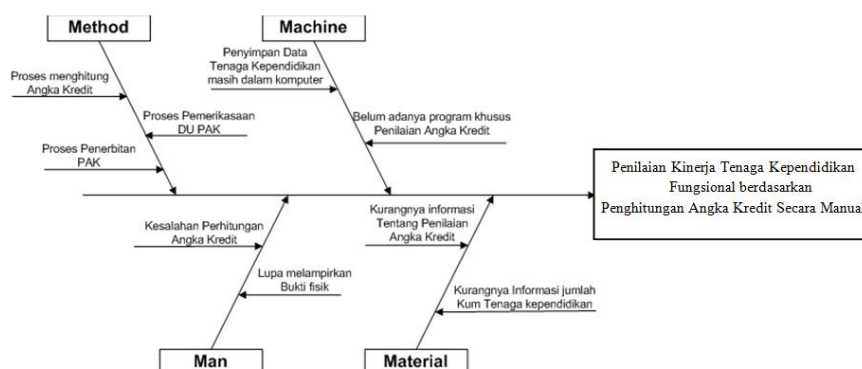 Method
Machine
Proses menghitung
Angka Kredit
Proses Pemerikasaan
DU PAK
Proses Penerbitan
PAK
Penyimpan Data
Tenaga Kependidikan
masih dalam komputer
Belum adanya program khusus
Penilaian Angka Kredit
Penilaian Kinerja Tenaga Kependidikan
Fungsional berdasarkan
Penghitungan Angka Kredit Secara Manual
Kesalahan Perhitungan
Angka Kredit
Lupa melampirkan
Bukti fisik
Kurangnya informasi
Tentang Penilaian
Angka Kredit
Kurangnya Informasi jumlah
Kum Tenaga kependidikan
Man
Material